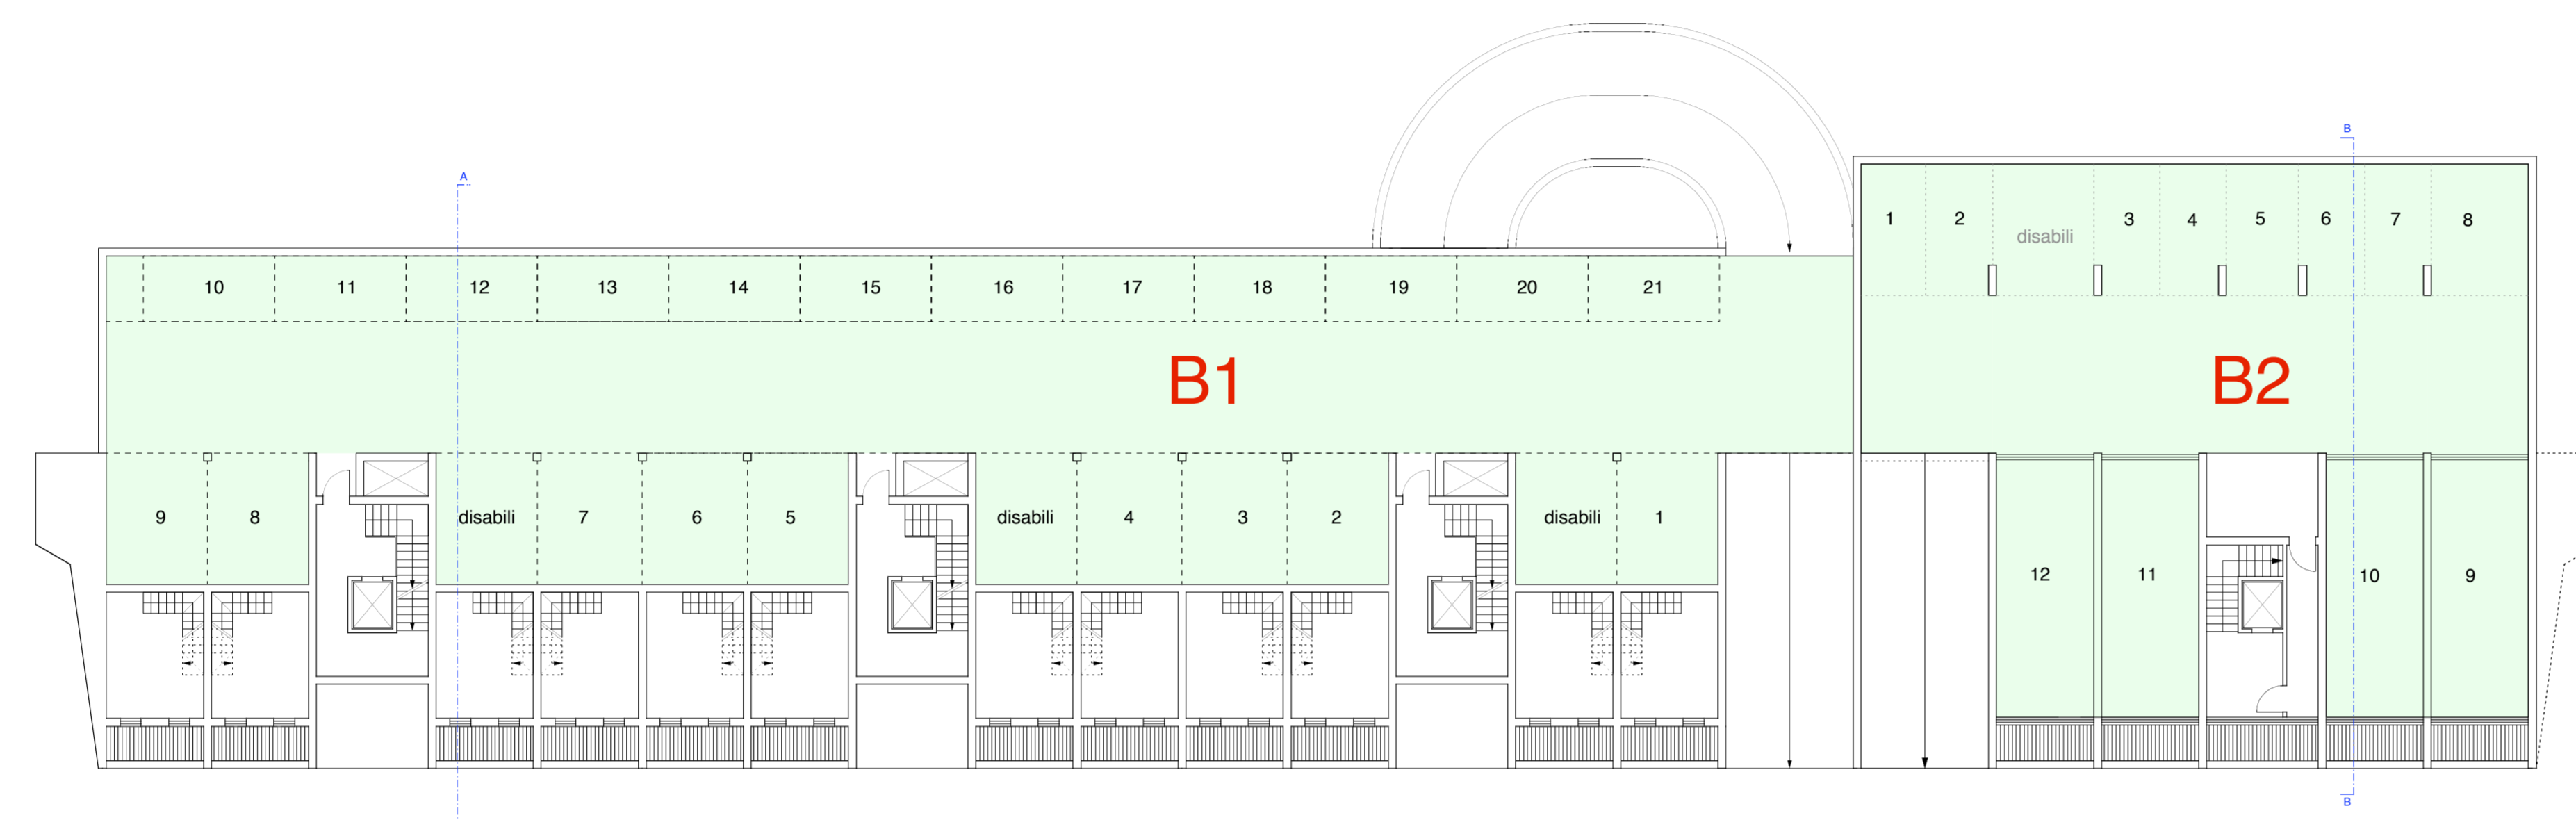 B
A
1 2 disabili 3 4 5 6 7 8
10 11 12 13 14 15 16 17 18 19 20 21
B1 B2
9 8 disabili 7 6 5 disabili 4 3 2 disabili 1
12 11 10 9
B